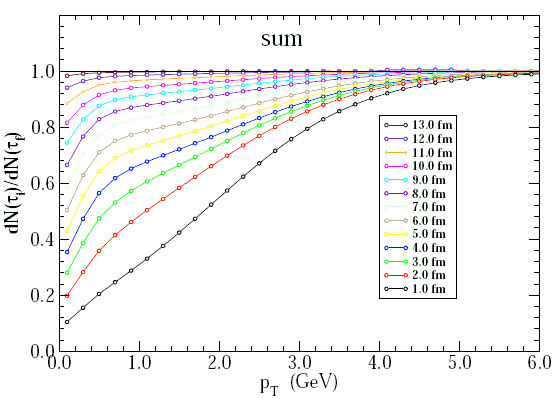 sum
dN(τi)/dN(τf)
1.0
0.8
0.6
0.4
0.2
0.0
13.0 fm
12.0 fm
11.0 fm
10.0 fm
9.0 fm
8.0 fm
7.0 fm
6.0 fm
5.0 fm
4.0 fm
3.0 fm
2.0 fm
1.0 fm
0.0 1.0 2.0 3.0 4.0 5.0 6.0
pT (GeV)